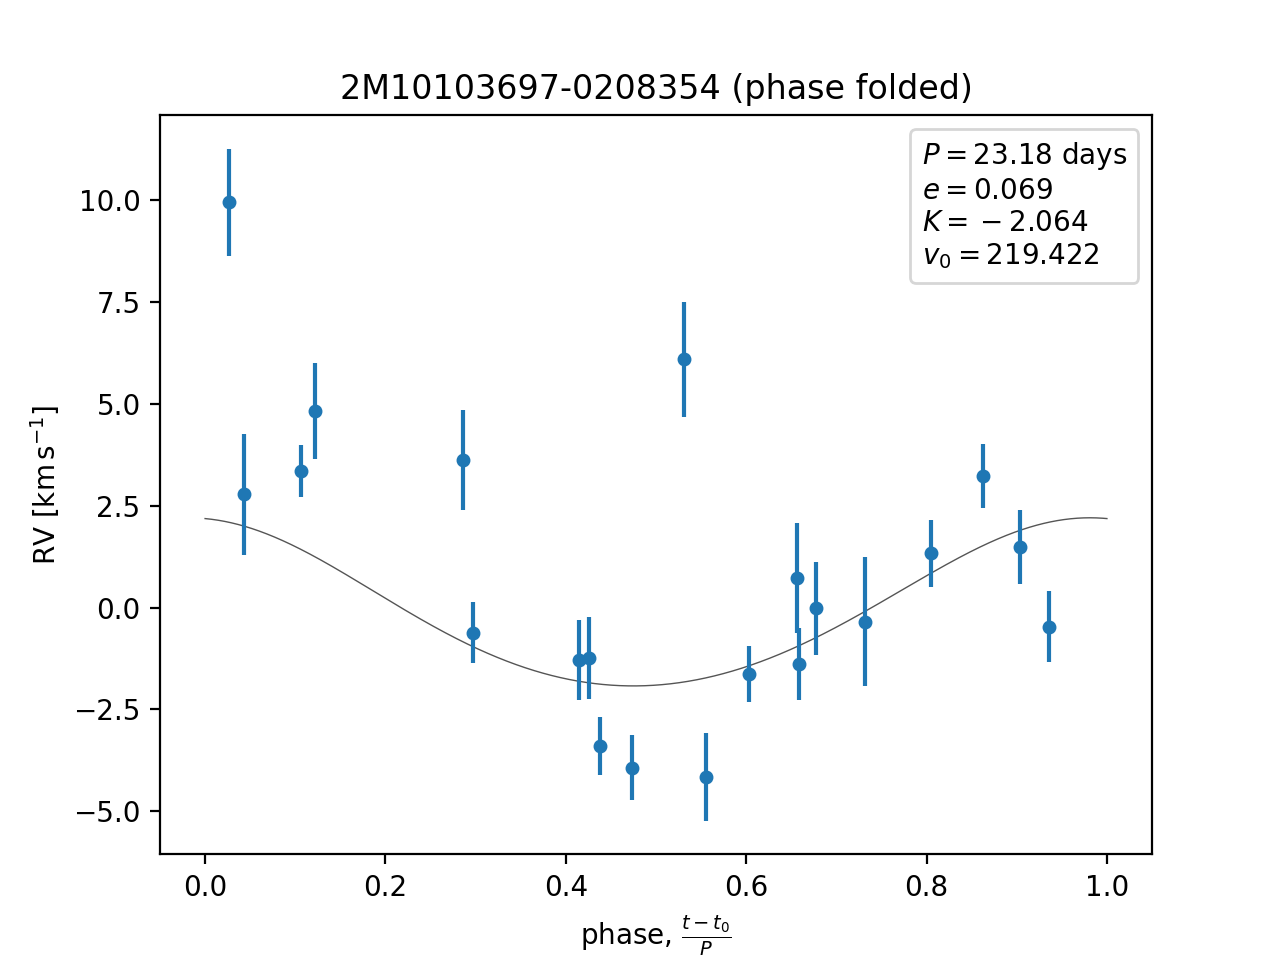 2M10103697-0208354 (phase folded)
P = 23.18 days
e = 0.069
K = −2.064
v₀ = 219.422
RV [km s⁻¹]
10.0
7.5
5.0
2.5
0.0
−2.5
−5.0
0.0 0.2 0.4 0.6 0.8 1.0
phase, (t − t₀)/P